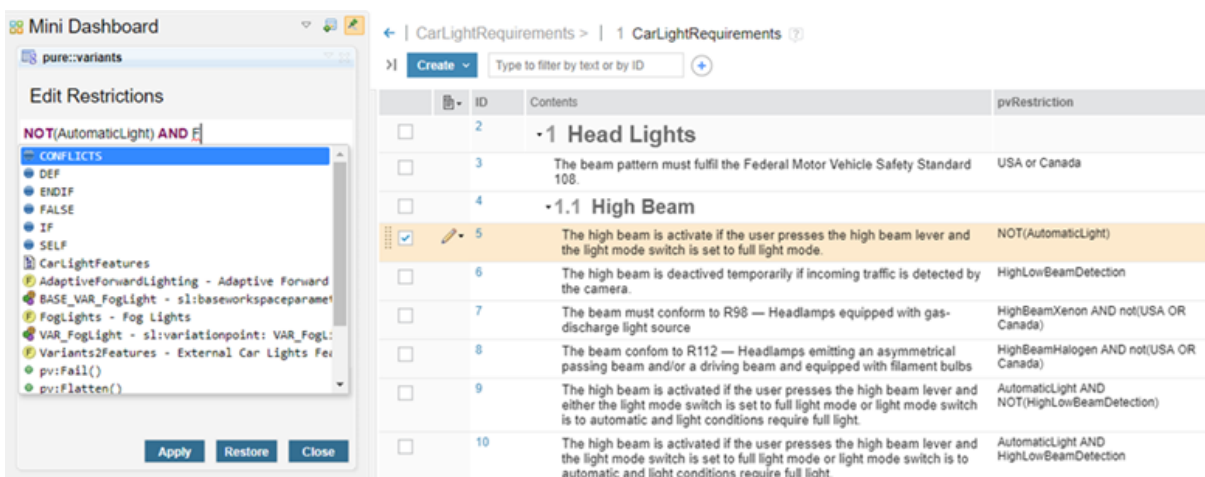 Mini Dashboard
pure::variants
Edit Restrictions
NOT(AutomaticLight) AND F
CONFLICTS
DEF
ENDIF
FALSE
IF
SELF
CarLightFeatures
AdaptiveForwardLighting - Adaptive Forward
BASE_VAR_FogLight - sl:baseworkspaceparamet
FogLights - Fog Lights
VAR_FogLight - sl:variationpoint: VAR_FogL:
Variants2Features - External Car Lights Fea
pv:Fail()
pv:Flatten()
Apply Restore Close
CarLightRequirements > | 1 CarLightRequirements ?
Create Type to filter by text or by ID
ID Contents pvRestriction
2 1 Head Lights
3 The beam pattern must fulfil the Federal Motor Vehicle Safety Standard USA or Canada
108.
4 1.1 High Beam
5 The high beam is activate if the user presses the high beam lever and NOT(AutomaticLight)
the light mode switch is set to full light mode.
6 The high beam is deactived temporarily if incoming traffic is detected by HighLowBeamDetection
the camera.
7 The beam must conform to R98 — Headlamps equipped with gas- HighBeamXenon AND not(USA OR
discharge light source Canada)
8 The beam confom to R112 — Headlamps emitting an asymmetrical HighBeamHalogen AND not(USA OR
passing beam and/or a driving beam and equipped with filament bulbs Canada)
9 The high beam is activated if the user presses the high beam lever and AutomaticLight AND
either the light mode switch is set to full light mode or light mode switch NOT(HighLowBeamDetection)
is to automatic and light conditions require full light.
10 The high beam is activated if the user presses the high beam lever and AutomaticLight AND
the light mode switch is set to full light mode or light mode switch is to HighLowBeamDetection
automatic and light conditions require full light.